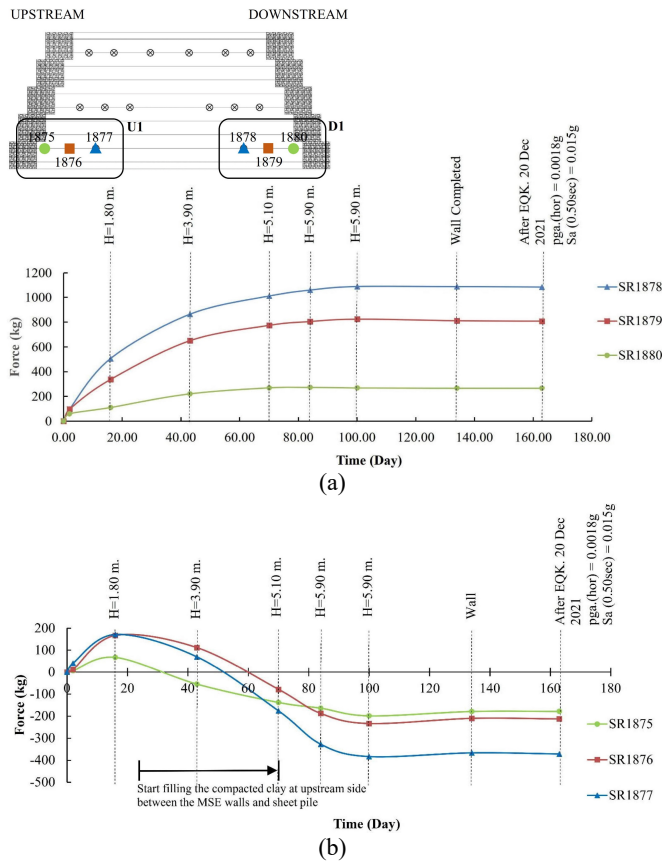 UPSTREAM
DOWNSTREAM
1875
1877
U1
1876
1878
1880
D1
1879
H=1.80 m.
H=3.90 m.
H=5.10 m.
H=5.90 m.
H=5.90 m.
Wall Completed
After EQK. 20 Dec
2021
pga.(hor) = 0.0018g
Sa (0.50sec) = 0.015g
1200
1000
800
600
400
200
0
Force (kg)
0.00
20.00
40.00
60.00
80.00
100.00
120.00
140.00
160.00
180.00
Time (Day)
SR1878
SR1879
SR1880
(a)
H=1.80 m.
H=3.90 m.
H=5.10 m.
H=5.90 m.
H=5.90 m.
Wall
After EQK. 20 Dec
2021
pga.(hor) = 0.0018g
Sa (0.50sec) = 0.015g
200
100
0
-100
-200
-300
-400
-500
Force (kg)
0
20
40
60
80
100
120
140
160
180
SR1875
SR1876
SR1877
Start filling the compacted clay at upstream side
between the MSE walls and sheet pile
Time (Day)
(b)